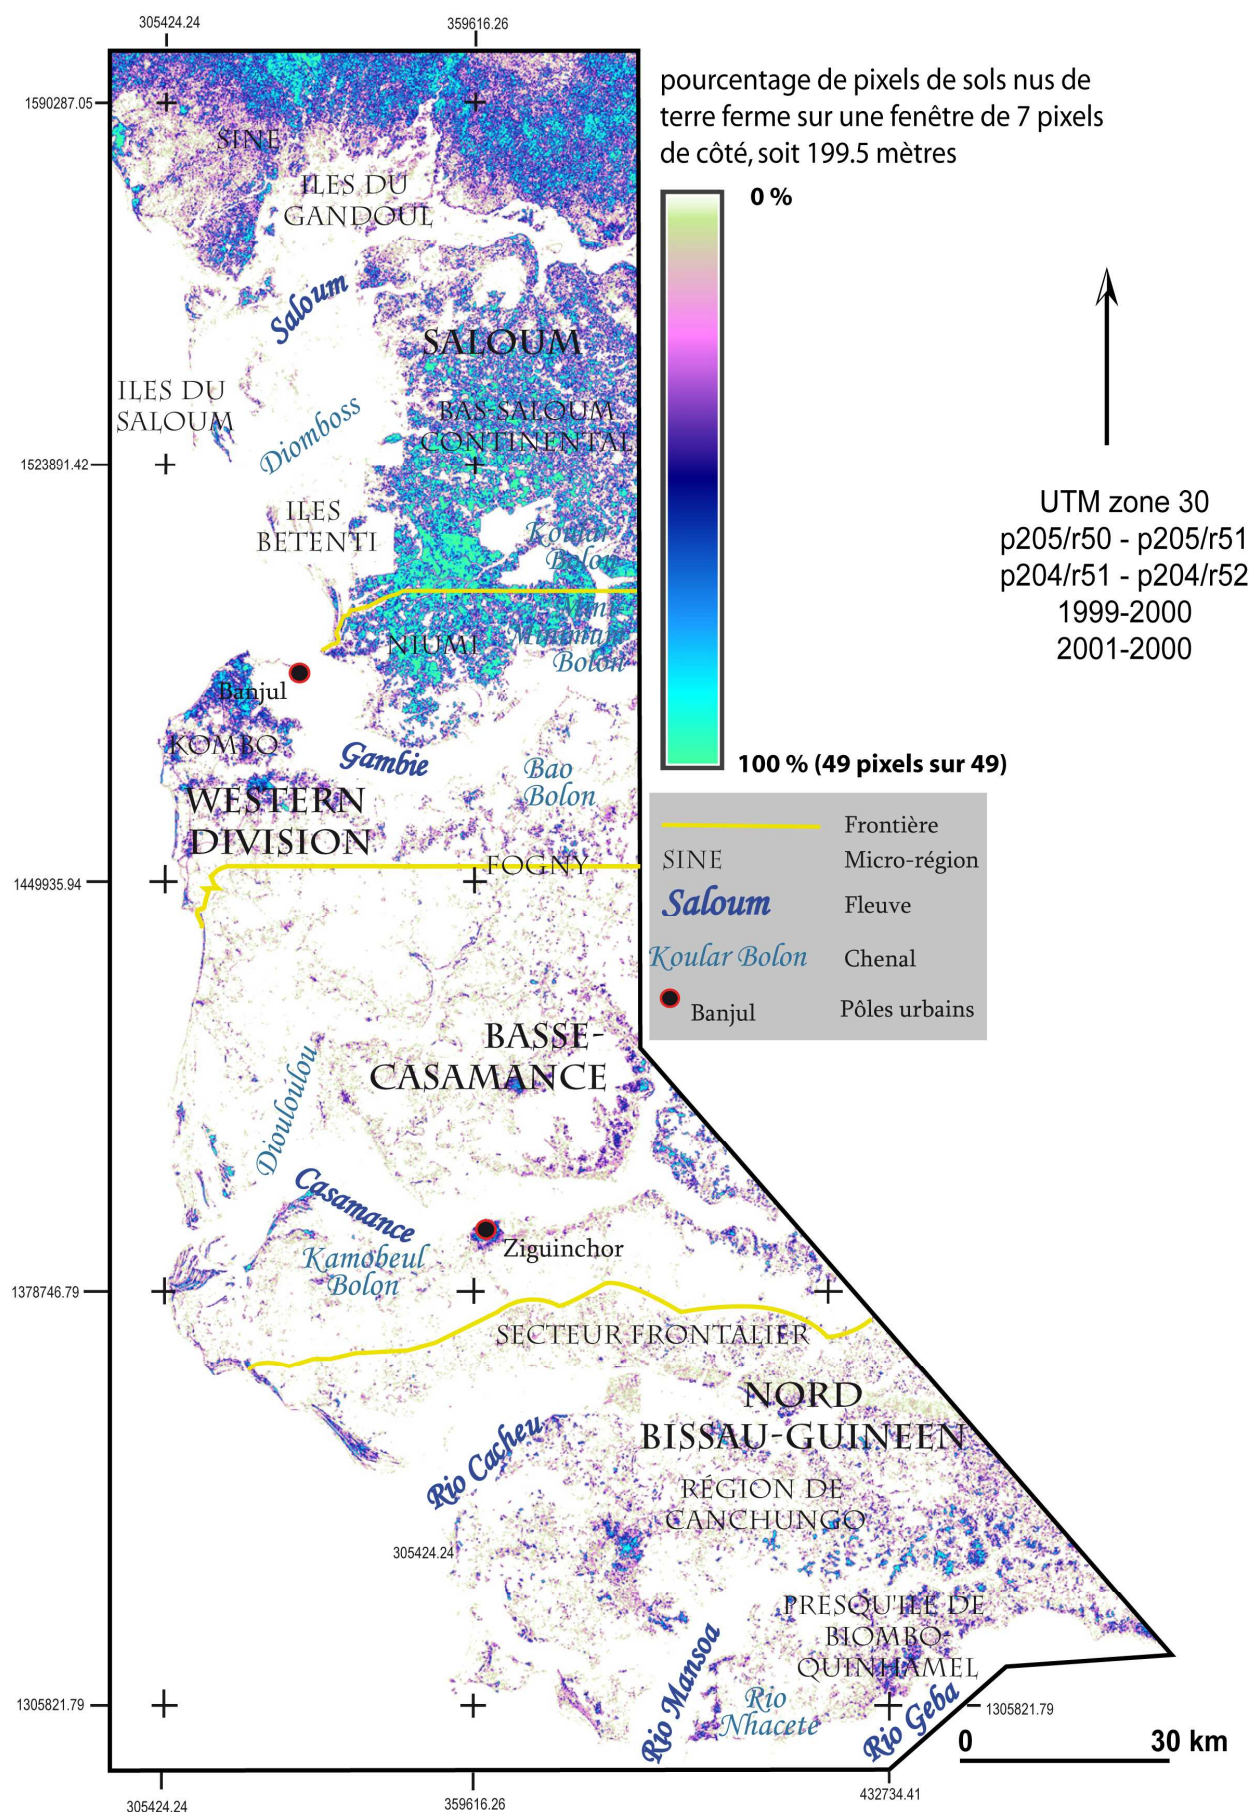 305424.24
359616.26
pourcentage de pixels de sols nus de
terre ferme sur une fenêtre de 7 pixels
de côté, soit 199.5 mètres
1590287.05
SINE
ILES DU
GANDOUL
0 %
Saloum
SALOUM
ILES DU
SALOUM
BAS-SALOUM
CONTINENTAL
Diomboss
1523891.42
ILES
BETENTI
Koular
Bolon
UTM zone 30
p205/r50 - p205/r51
p204/r51 - p204/r52
1999-2000
2001-2000
NIUMI
Mini
Minimum
Bolon
Banjul
KOMBO
Gambie
Bao
Bolon
100 % (49 pixels sur 49)
WESTERN
DIVISION
FOGNY
1449935.94
Frontière
SINE
Micro-région
Saloum
Fleuve
Koular Bolon
Chenal
Banjul
Pôles urbains
BASSE-
CASAMANCE
Diouloulou
Casamance
Ziguinchor
Kamobeul
Bolon
1378746.79
SECTEUR FRONTALIER
NORD
BISSAU-GUINEEN
Rio Cacheu
RÉGION DE
CANCHUNGO
305424.24
PRESQU'ILE DE
BIOMBO-
QUINHAMEL
Rio Mansoa
Rio
Nhacete
Rio Geba
1305821.79
1305821.79
0
30 km
305424.24
359616.26
432734.41